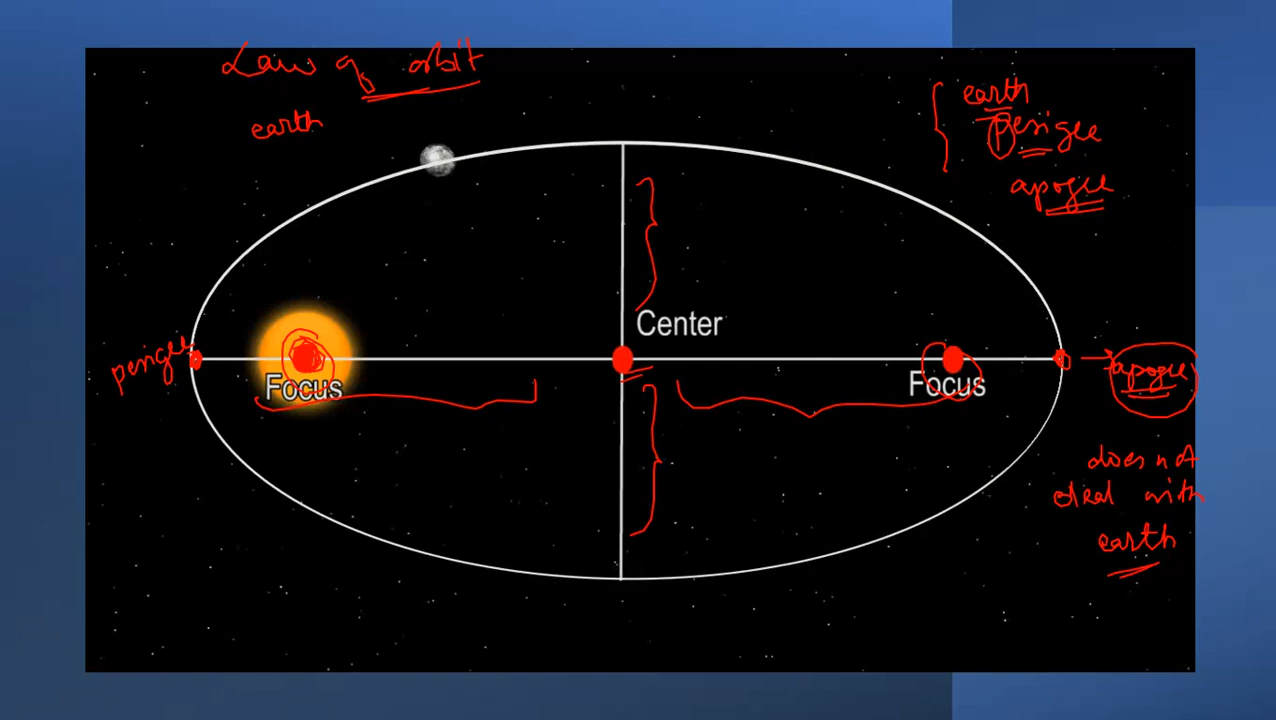 Law of orbit
earth
earth
perigee
apogee
Center
perigee
Focus
Focus
apogee
does not
deal with
earth